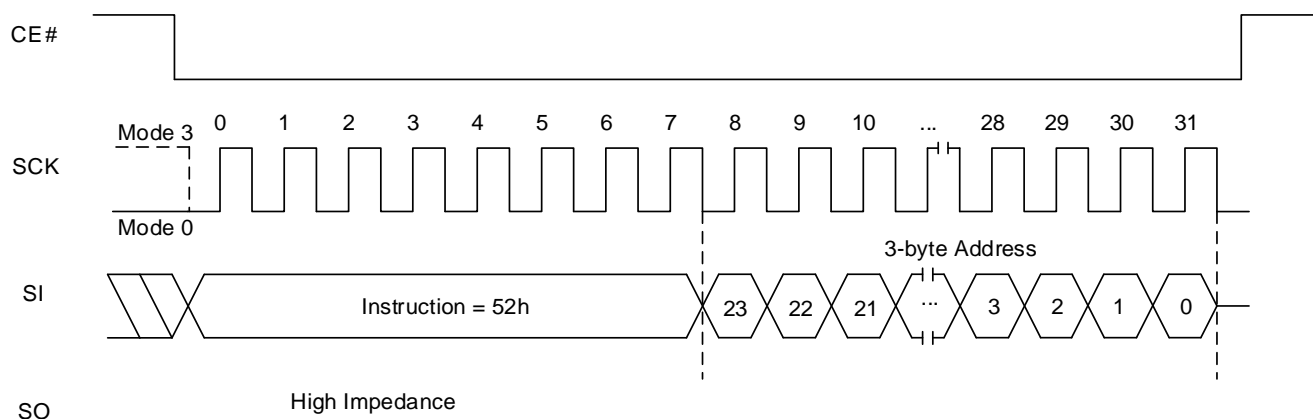 CE#
0 1 2 3 4 5 6 7 8 9 10 ... 28 29 30 31
Mode 3
SCK
Mode 0
3-byte Address
SI
Instruction = 52h 23 22 21 ... 3 2 1 0
High Impedance
SO